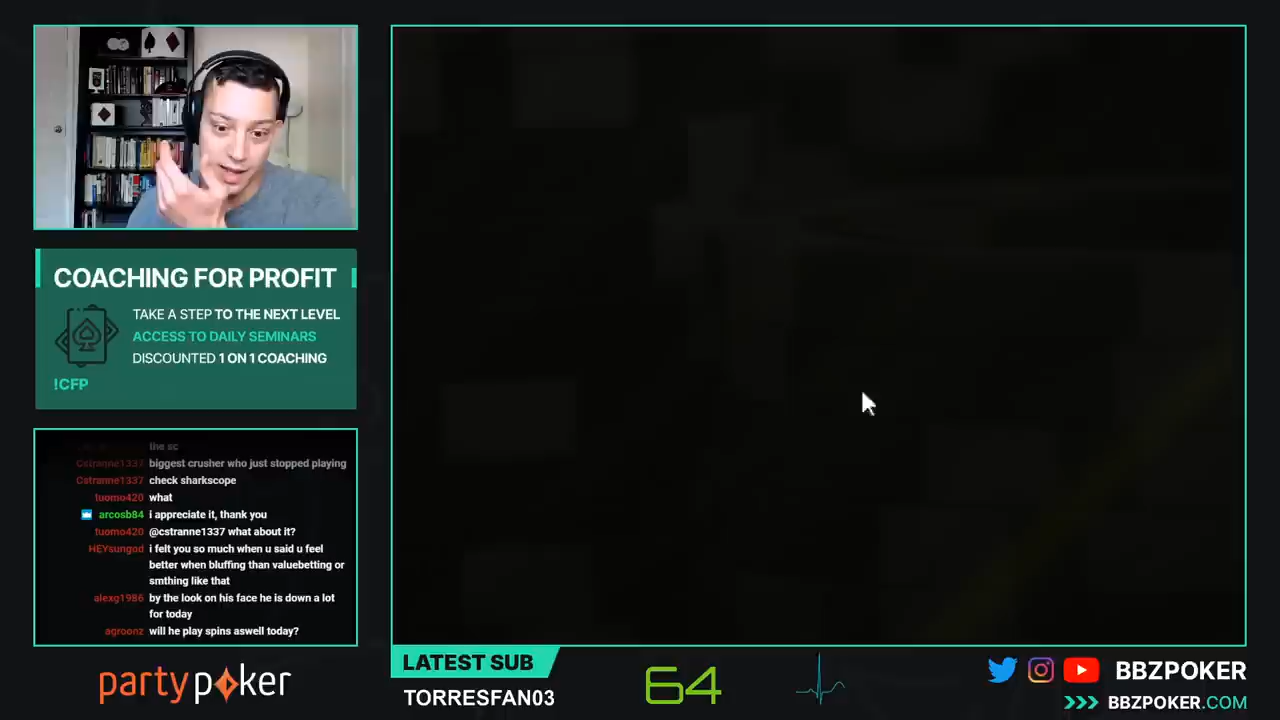 COACHING FOR PROFIT
TAKE A STEP TO THE NEXT LEVEL
ACCESS TO DAILY SEMINARS
DISCOUNTED 1 ON 1 COACHING
!CFP
Cstranne1337 biggest crusher who just stopped playing
Cstranne1337 check sharkscope
tuomo420 what
arcosb84 i appreciate it, thank you
tuomo420 @cstranne1337 what about it?
HEYsungod i felt you so much when u said u feel
better when bluffing than valuebetting or
smthing like that
alexg1986 by the look on his face he is down a lot
for today
agroonz will he play spins aswell today?
partypoker
LATEST SUB
TORRESFAN03
64
BBZPOKER
>>> BBZPOKER.COM